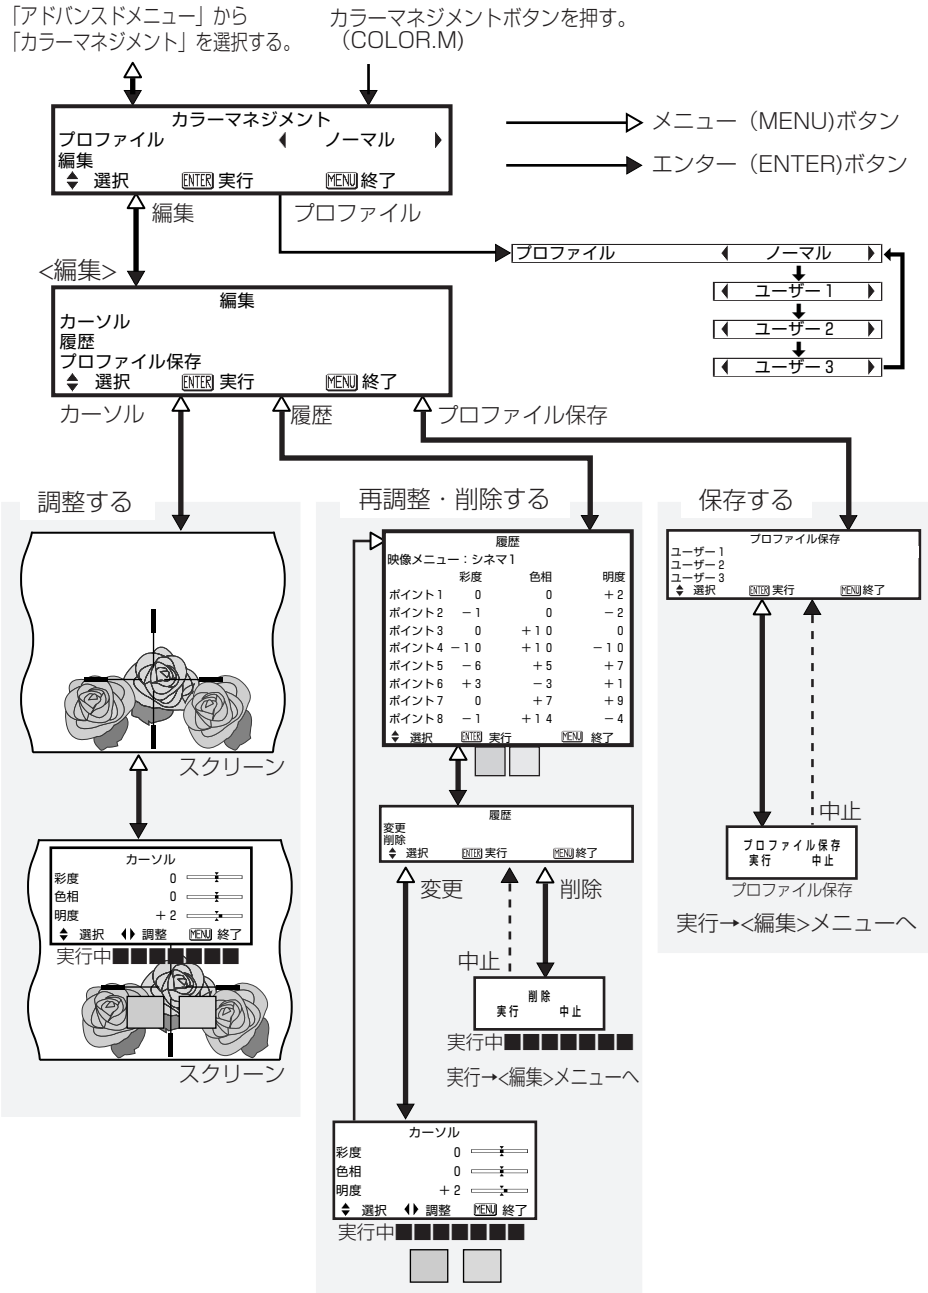 「アドバンスドメニュー」から
「カラーマネジメント」を選択する。
カラーマネジメントボタンを押す。
(COLOR.M)
カラーマネジメント
プロファイル ノーマル
編集
選択 ENTER 実行 MENU 終了
メニュー(MENU)ボタン
エンター(ENTER)ボタン
編集
プロファイル
プロファイル ノーマル
ユーザー1
ユーザー2
ユーザー3
<編集>
編集
カーソル
履歴
プロファイル保存
選択 ENTER 実行 MENU 終了
カーソル
履歴
プロファイル保存
調整する
スクリーン
カーソル
彩度 0
色相 0
明度 +2
選択 調整 MENU 終了
実行中■■■■■■■
スクリーン
再調整・削除する
履歴
映像メニュー:シネマ1
彩度 色相 明度
ポイント1 0 0 +2
ポイント2 −1 0 −2
ポイント3 0 +10 0
ポイント4 −10 +10 −10
ポイント5 −6 +5 +7
ポイント6 +3 −3 +1
ポイント7 0 +7 +9
ポイント8 −1 +14 −4
選択 ENTER 実行 MENU 終了
履歴
変更
削除
選択 ENTER 実行 MENU 終了
変更
削除
中止
削除
実行 中止
実行中■■■■■■■
実行→<編集>メニューへ
カーソル
彩度 0
色相 0
明度 +2
選択 調整 MENU 終了
実行中■■■■■■■
保存する
プロファイル保存
ユーザー1
ユーザー2
ユーザー3
選択 ENTER 実行 MENU 終了
中止
プロファイル保存
実行 中止
プロファイル保存
実行→<編集>メニューへ